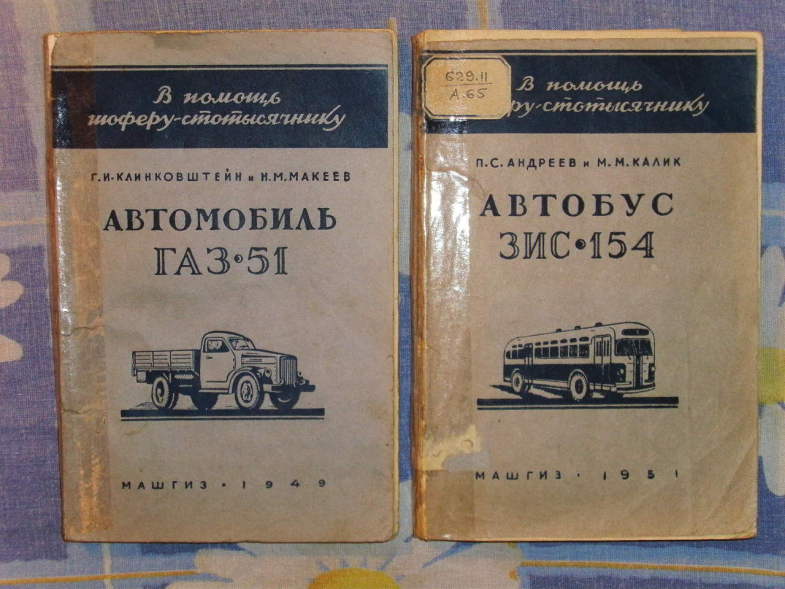 В помощь
шоферу-стотысячнику
Г.И.КЛИНКОВШТЕЙН и Н.М.МАКЕЕВ
АВТОМОБИЛЬ
ГАЗ•51
МАШГИЗ • 1949
629.11
А.65
В помощь
ру-стотысячнику
П.С.АНДРЕЕВ и М.М.КАЛИК
АВТОБУС
ЗИС•154
МАШГИЗ • 1951